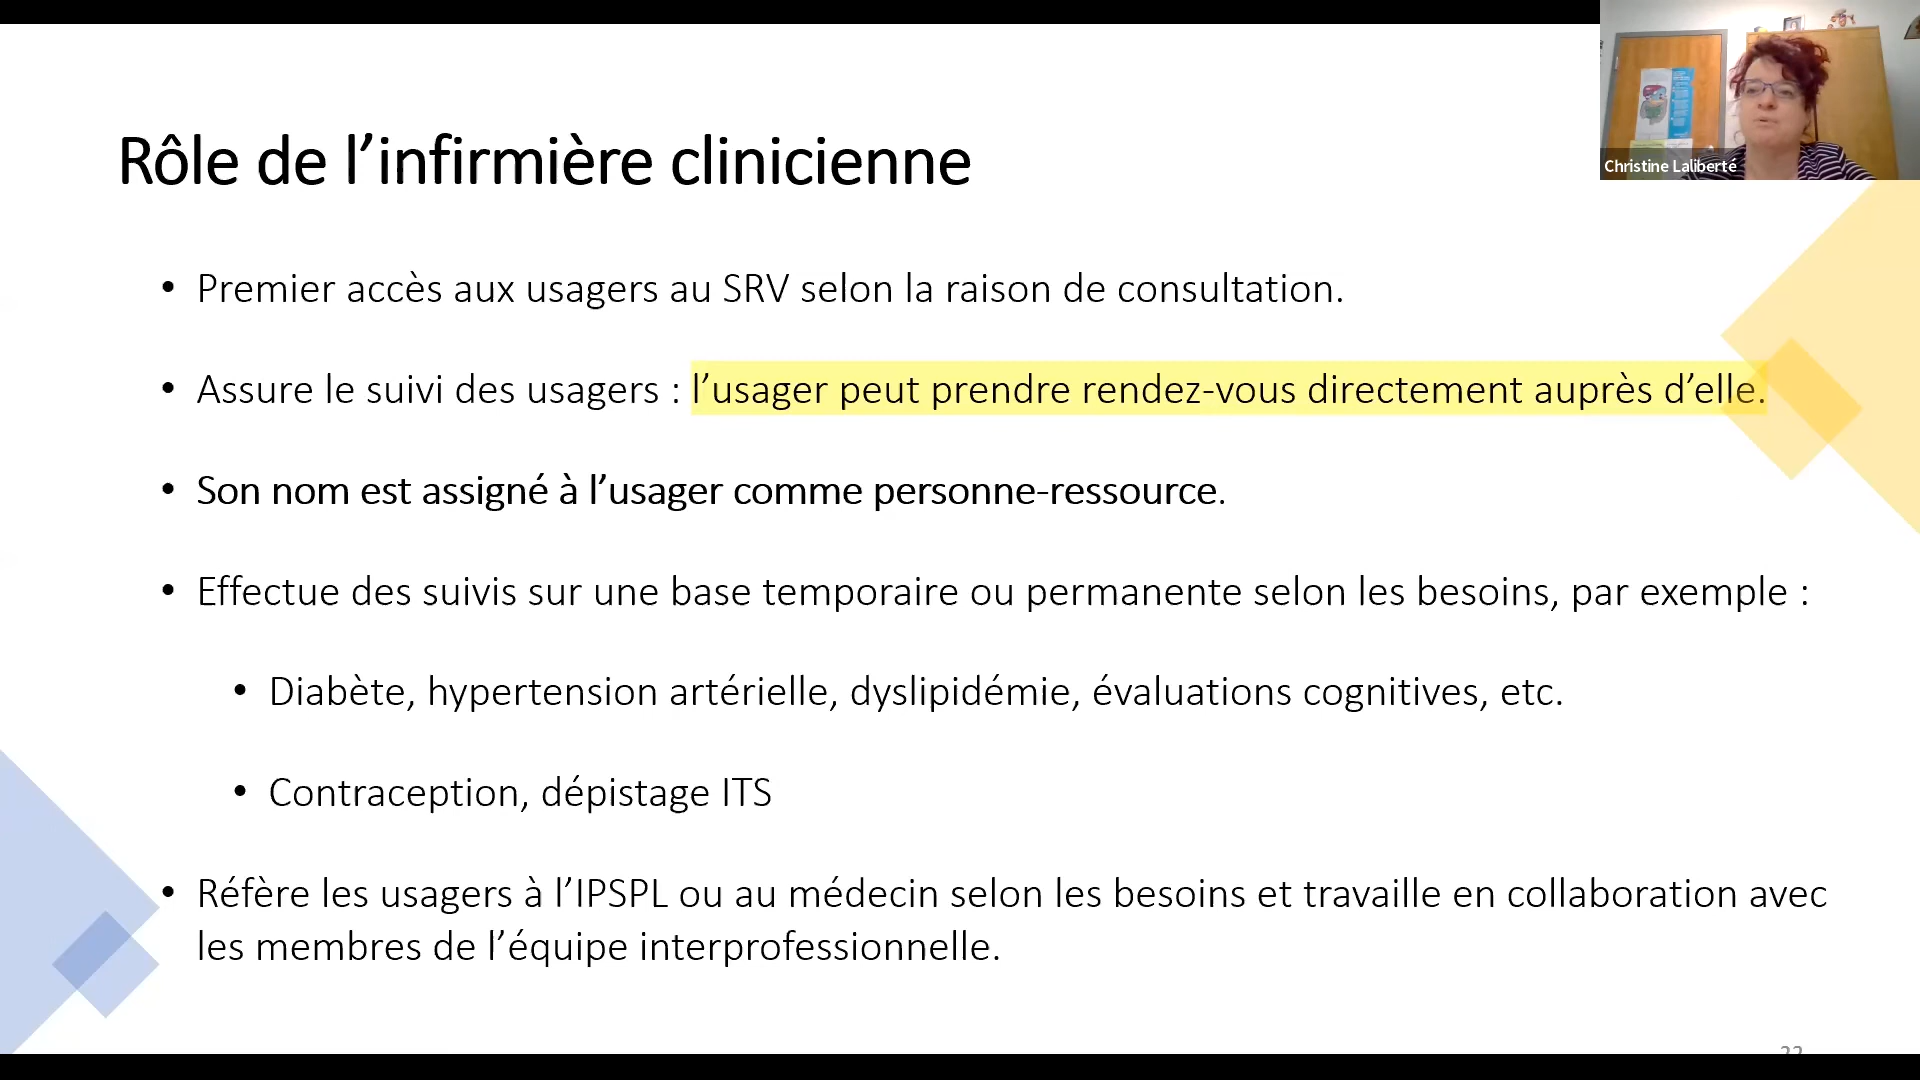 Christine Laliberté
Rôle de l’infirmière clinicienne
• Premier accès aux usagers au SRV selon la raison de consultation.
• Assure le suivi des usagers : l’usager peut prendre rendez-vous directement auprès d’elle.
• Son nom est assigné à l’usager comme personne-ressource.
• Effectue des suivis sur une base temporaire ou permanente selon les besoins, par exemple :
• Diabète, hypertension artérielle, dyslipidémie, évaluations cognitives, etc.
• Contraception, dépistage ITS
• Réfère les usagers à l’IPSPL ou au médecin selon les besoins et travaille en collaboration avec
les membres de l’équipe interprofessionnelle.